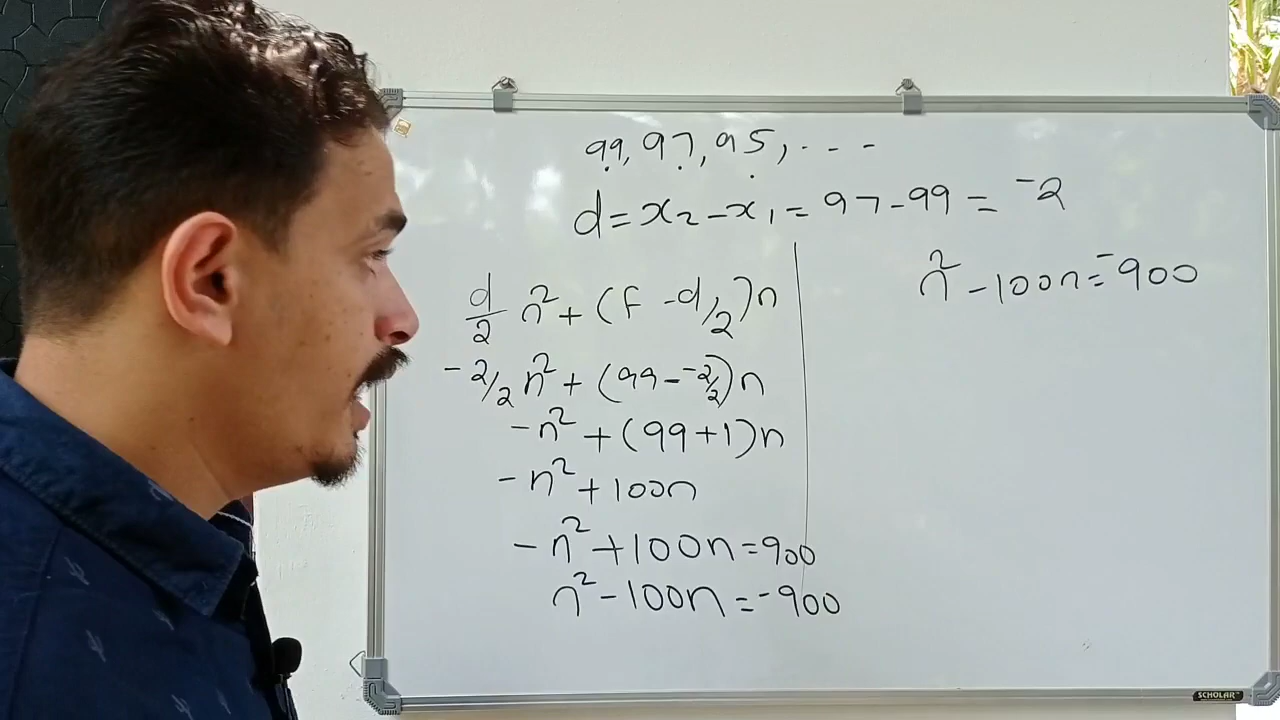 99, 97, 95, - - -
d = x₂ - x₁ = 97 - 99 = ⁻2
d/2 n² + (f - d/2)n
-2/2 n² + (99 - -2/2)n
-n² + (99+1)n
-n² + 100n
-n² + 100n = 900
n² - 100n = -900
n² - 100n = ⁻900
SCHOLAR